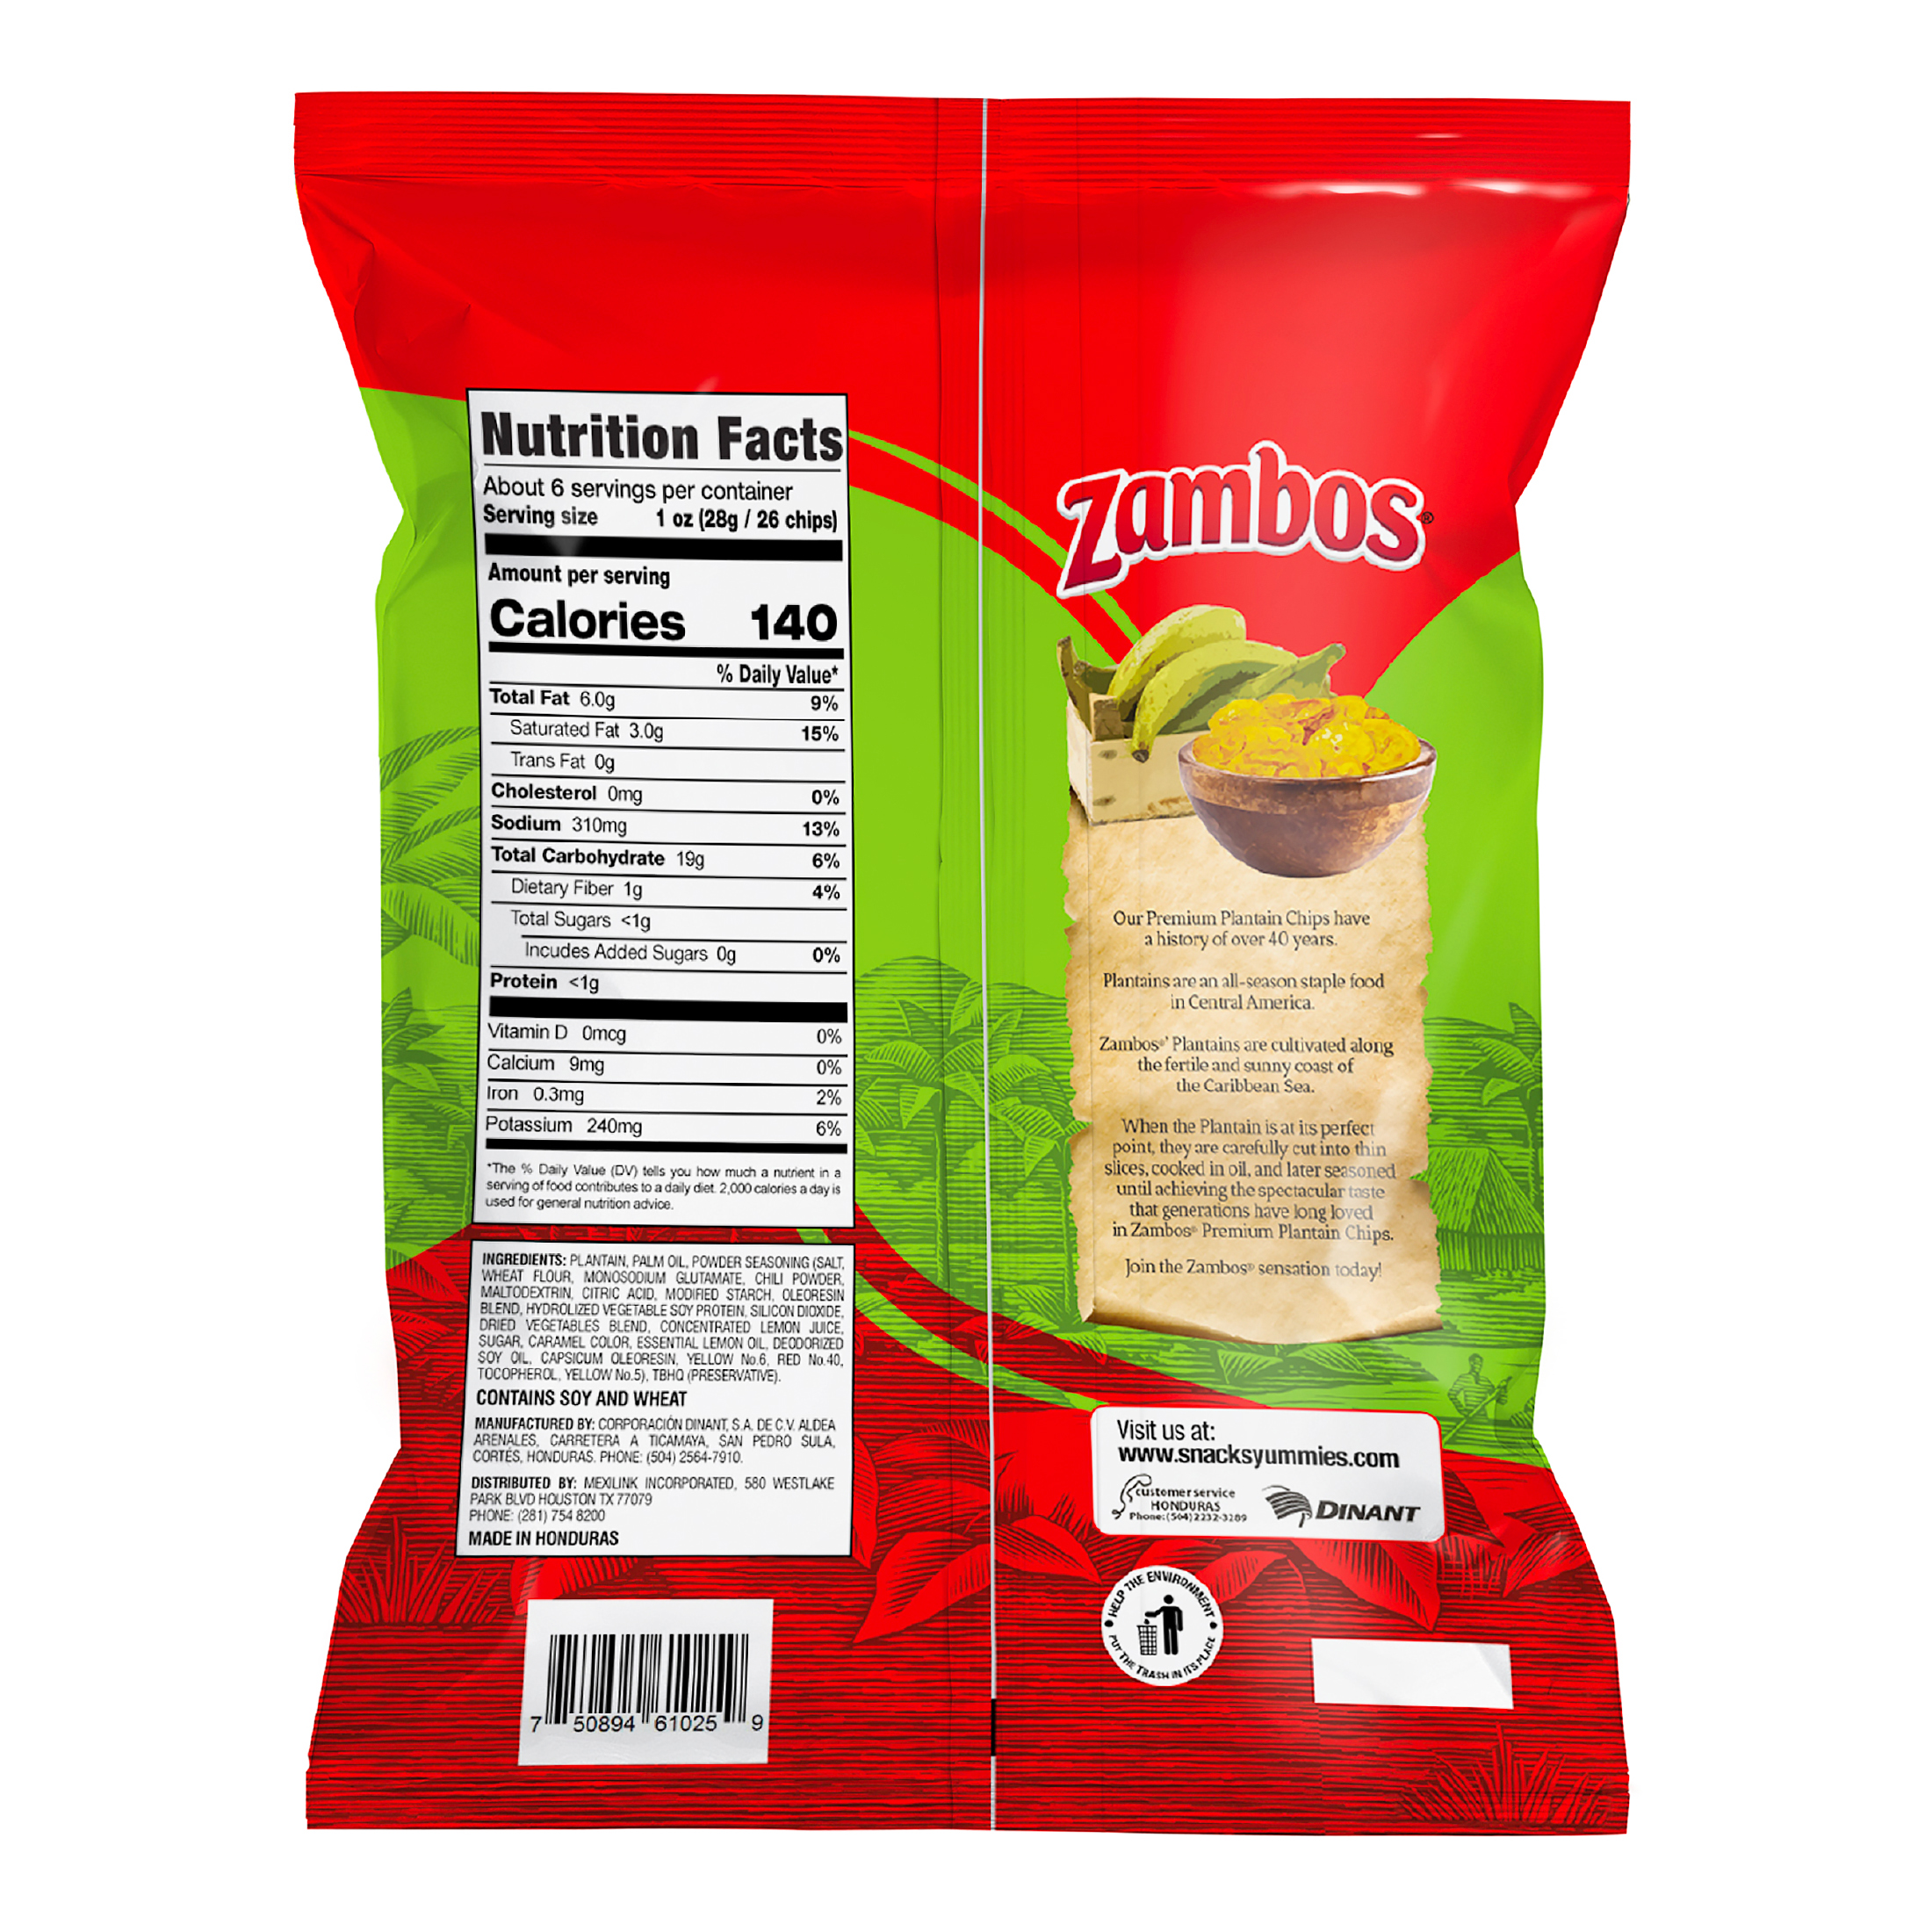 Nutrition Facts
About 6 servings per container
Serving size 1 oz (28g / 26 chips)
Amount per serving
Calories 140
% Daily Value*
Total Fat 6.0g 9%
Saturated Fat 3.0g 15%
Trans Fat 0g
Cholesterol 0mg 0%
Sodium 310mg 13%
Total Carbohydrate 19g 6%
Dietary Fiber 1g 4%
Total Sugars <1g
Incudes Added Sugars 0g 0%
Protein <1g
Vitamin D 0mcg 0%
Calcium 9mg 0%
Iron 0.3mg 2%
Potassium 240mg 6%
*The % Daily Value (DV) tells you how much a nutrient in a
serving of food contributes to a daily diet. 2,000 calories a day is
used for general nutrition advice.
INGREDIENTS: PLANTAIN, PALM OIL, POWDER SEASONING (SALT,
WHEAT FLOUR, MONOSODIUM GLUTAMATE, CHILI POWDER,
MALTODEXTRIN, CITRIC ACID, MODIFIED STARCH, OLEORESIN
BLEND, HYDROLIZED VEGETABLE SOY PROTEIN, SILICON DIOXIDE,
DRIED VEGETABLES BLEND, CONCENTRATED LEMON JUICE,
SUGAR, CARAMEL COLOR, ESSENTIAL LEMON OIL, DEODORIZED
SOY OIL, CAPSICUM OLEORESIN, YELLOW No.6, RED No.40,
TOCOPHEROL, YELLOW No.5), TBHQ (PRESERVATIVE).
CONTAINS SOY AND WHEAT
MANUFACTURED BY: CORPORACIÓN DINANT, S.A. DE C.V. ALDEA
ARENALES, CARRETERA A TICAMAYA, SAN PEDRO SULA,
CORTÉS, HONDURAS. PHONE: (504) 2564-7910.
DISTRIBUTED BY: MEXILINK INCORPORATED, 580 WESTLAKE
PARK BLVD HOUSTON TX 77079
PHONE: (281) 754 8200
MADE IN HONDURAS
7 50894 61025 9
Zambos®
Our Premium Plantain Chips have
a history of over 40 years.
Plantains are an all-season staple food
in Central America.
Zambos®' Plantains are cultivated along
the fertile and sunny coast of
the Caribbean Sea.
When the Plantain is at its perfect
point, they are carefully cut into thin
slices, cooked in oil, and later seasoned
until achieving the spectacular taste
that generations have long loved
in Zambos® Premium Plantain Chips.
Join the Zambos® sensation today!
Visit us at:
www.snacksyummies.com
customer service
HONDURAS
Phone: (504) 2232-3289
DINANT
• HELP THE ENVIRONMENT •
PUT THE TRASH IN ITS PLACE